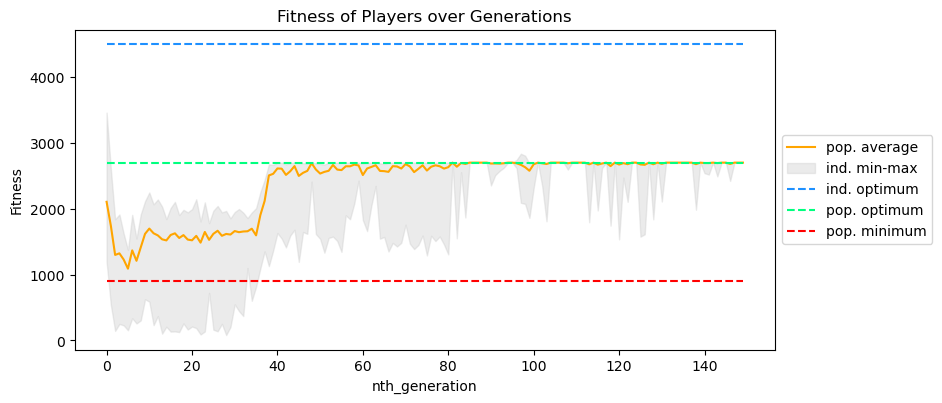 Fitness of Players over Generations
Fitness
4000
3000
2000
1000
0
0 20 40 60 80 100 120 140
nth_generation
pop. average
ind. min-max
ind. optimum
pop. optimum
pop. minimum